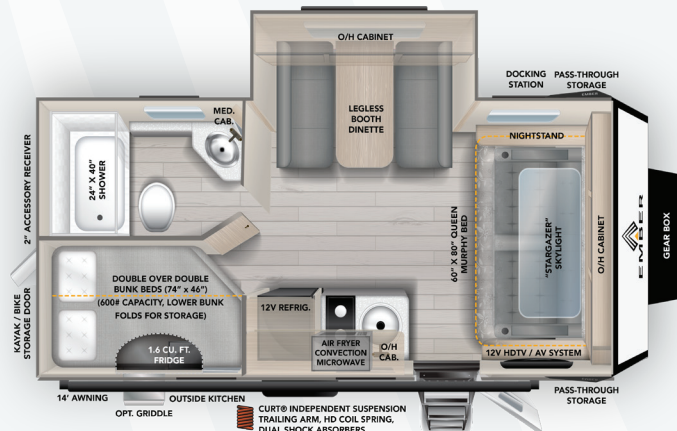 O/H CABINET
DOCKING
STATION
PASS-THROUGH
STORAGE
EMBER
MED.
CAB.
LEGLESS
BOOTH
DINETTE
NIGHTSTAND
2" ACCESSORY RECEIVER
24" X 40"
SHOWER
60" X 80" QUEEN
MURPHY BED
"STARGAZER"
SKYLIGHT
O/H CABINET
EMBER
GEAR BOX
KAYAK / BIKE
STORAGE DOOR
DOUBLE OVER DOUBLE
BUNK BEDS (74" x 46")
(600# CAPACITY, LOWER BUNK
FOLDS FOR STORAGE)
12V REFRIG.
1.6 CU. FT.
FRIDGE
AIR FRYER
CONVECTION
MICROWAVE
O/H
CAB.
12V HDTV / AV SYSTEM
14' AWNING
OUTSIDE KITCHEN
OPT. GRIDDLE
PASS-THROUGH
STORAGE
CURT® INDEPENDENT SUSPENSION
TRAILING ARM, HD COIL SPRING,
DUAL SHOCK ABSORBERS